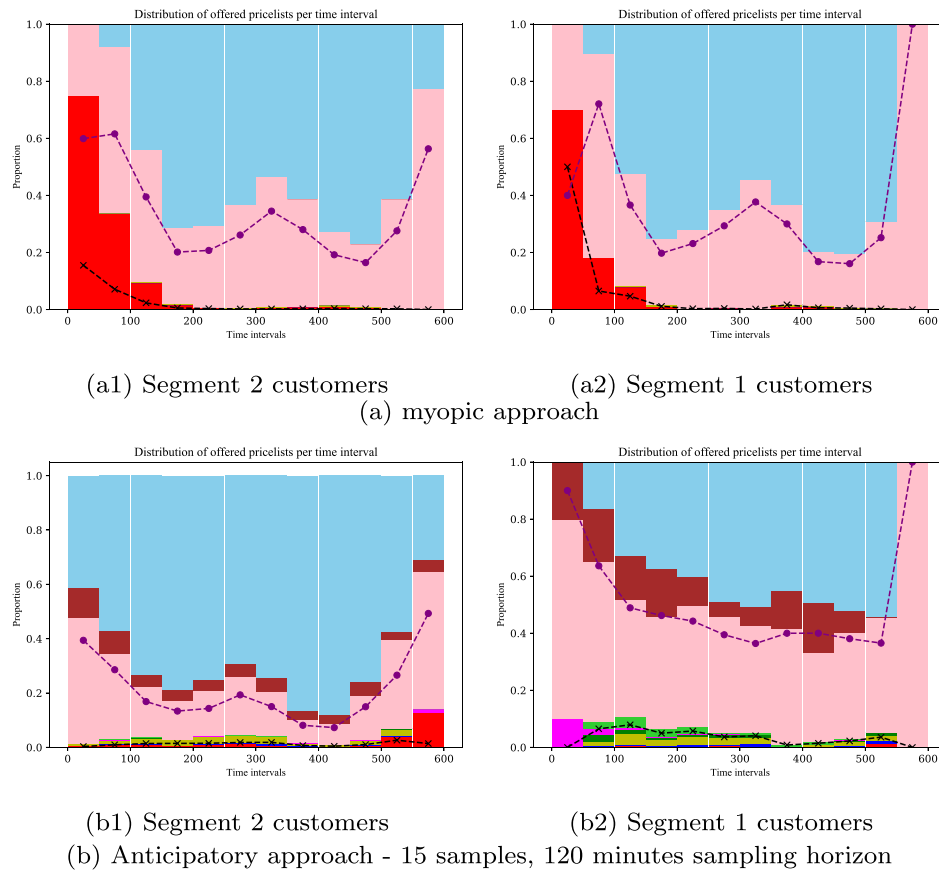 Distribution of offered pricelists per time interval
1.0
0.8
0.6
0.4
0.2
0.0
Proportion
0 100 200 300 400 500 600
Time intervals
Distribution of offered pricelists per time interval
1.0
0.8
0.6
0.4
0.2
0.0
Proportion
0 100 200 300 400 500 600
Time intervals
(a1) Segment 2 customers
(a2) Segment 1 customers
(a) myopic approach
Distribution of offered pricelists per time interval
1.0
0.8
0.6
0.4
0.2
0.0
Proportion
0 100 200 300 400 500 600
Time intervals
Distribution of offered pricelists per time interval
1.0
0.8
0.6
0.4
0.2
0.0
Proportion
0 100 200 300 400 500 600
Time intervals
(b1) Segment 2 customers
(b2) Segment 1 customers
(b) Anticipatory approach - 15 samples, 120 minutes sampling horizon